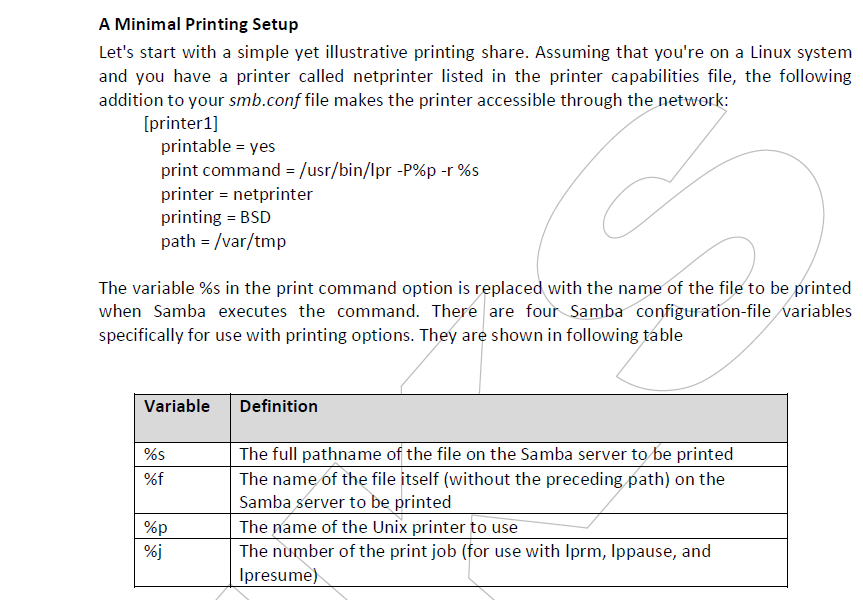 A Minimal Printing Setup
Let's start with a simple yet illustrative printing share. Assuming that you're on a Linux system
and you have a printer called netprinter listed in the printer capabilities file, the following
addition to your smb.conf file makes the printer accessible through the network:
[printer1]
printable = yes
print command = /usr/bin/lpr -P%p -r %s
printer = netprinter
printing = BSD
path = /var/tmp
The variable %s in the print command option is replaced with the name of the file to be printed
when Samba executes the command. There are four Samba configuration-file variables
specifically for use with printing options. They are shown in following table
Variable Definition
%s The full pathname of the file on the Samba server to be printed
%f The name of the file itself (without the preceding path) on the
Samba server to be printed
%p The name of the Unix printer to use
%j The number of the print job (for use with lprm, lppause, and
lpresume)